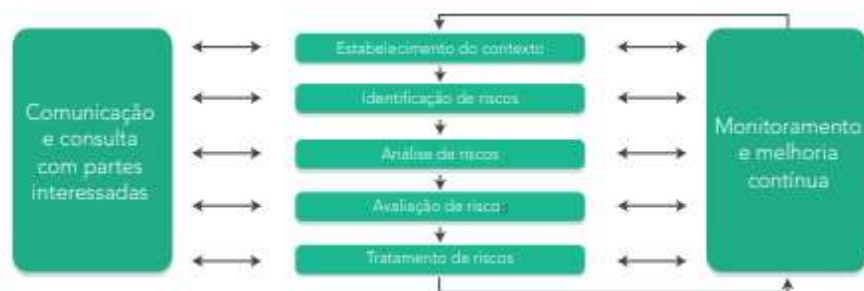 Comunicação
e consulta
com partes
interessadas
Estabelecimento do contexto
Identificação de riscos
Análise de riscos
Avaliação de risco
Tratamento de riscos
Monitoramento
e melhoria
contínua